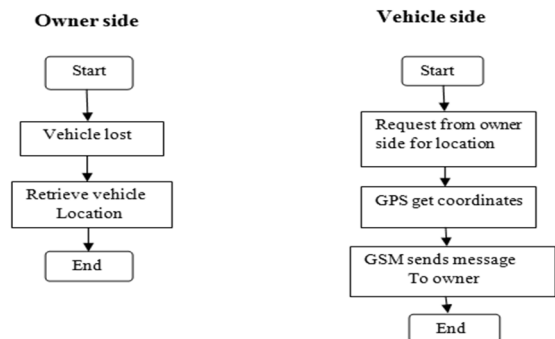 Owner side
Start
Vehicle lost
Retrieve vehicle
Location
End
Vehicle side
Start
Request from owner
side for location
GPS get coordinates
GSM sends message
To owner
End